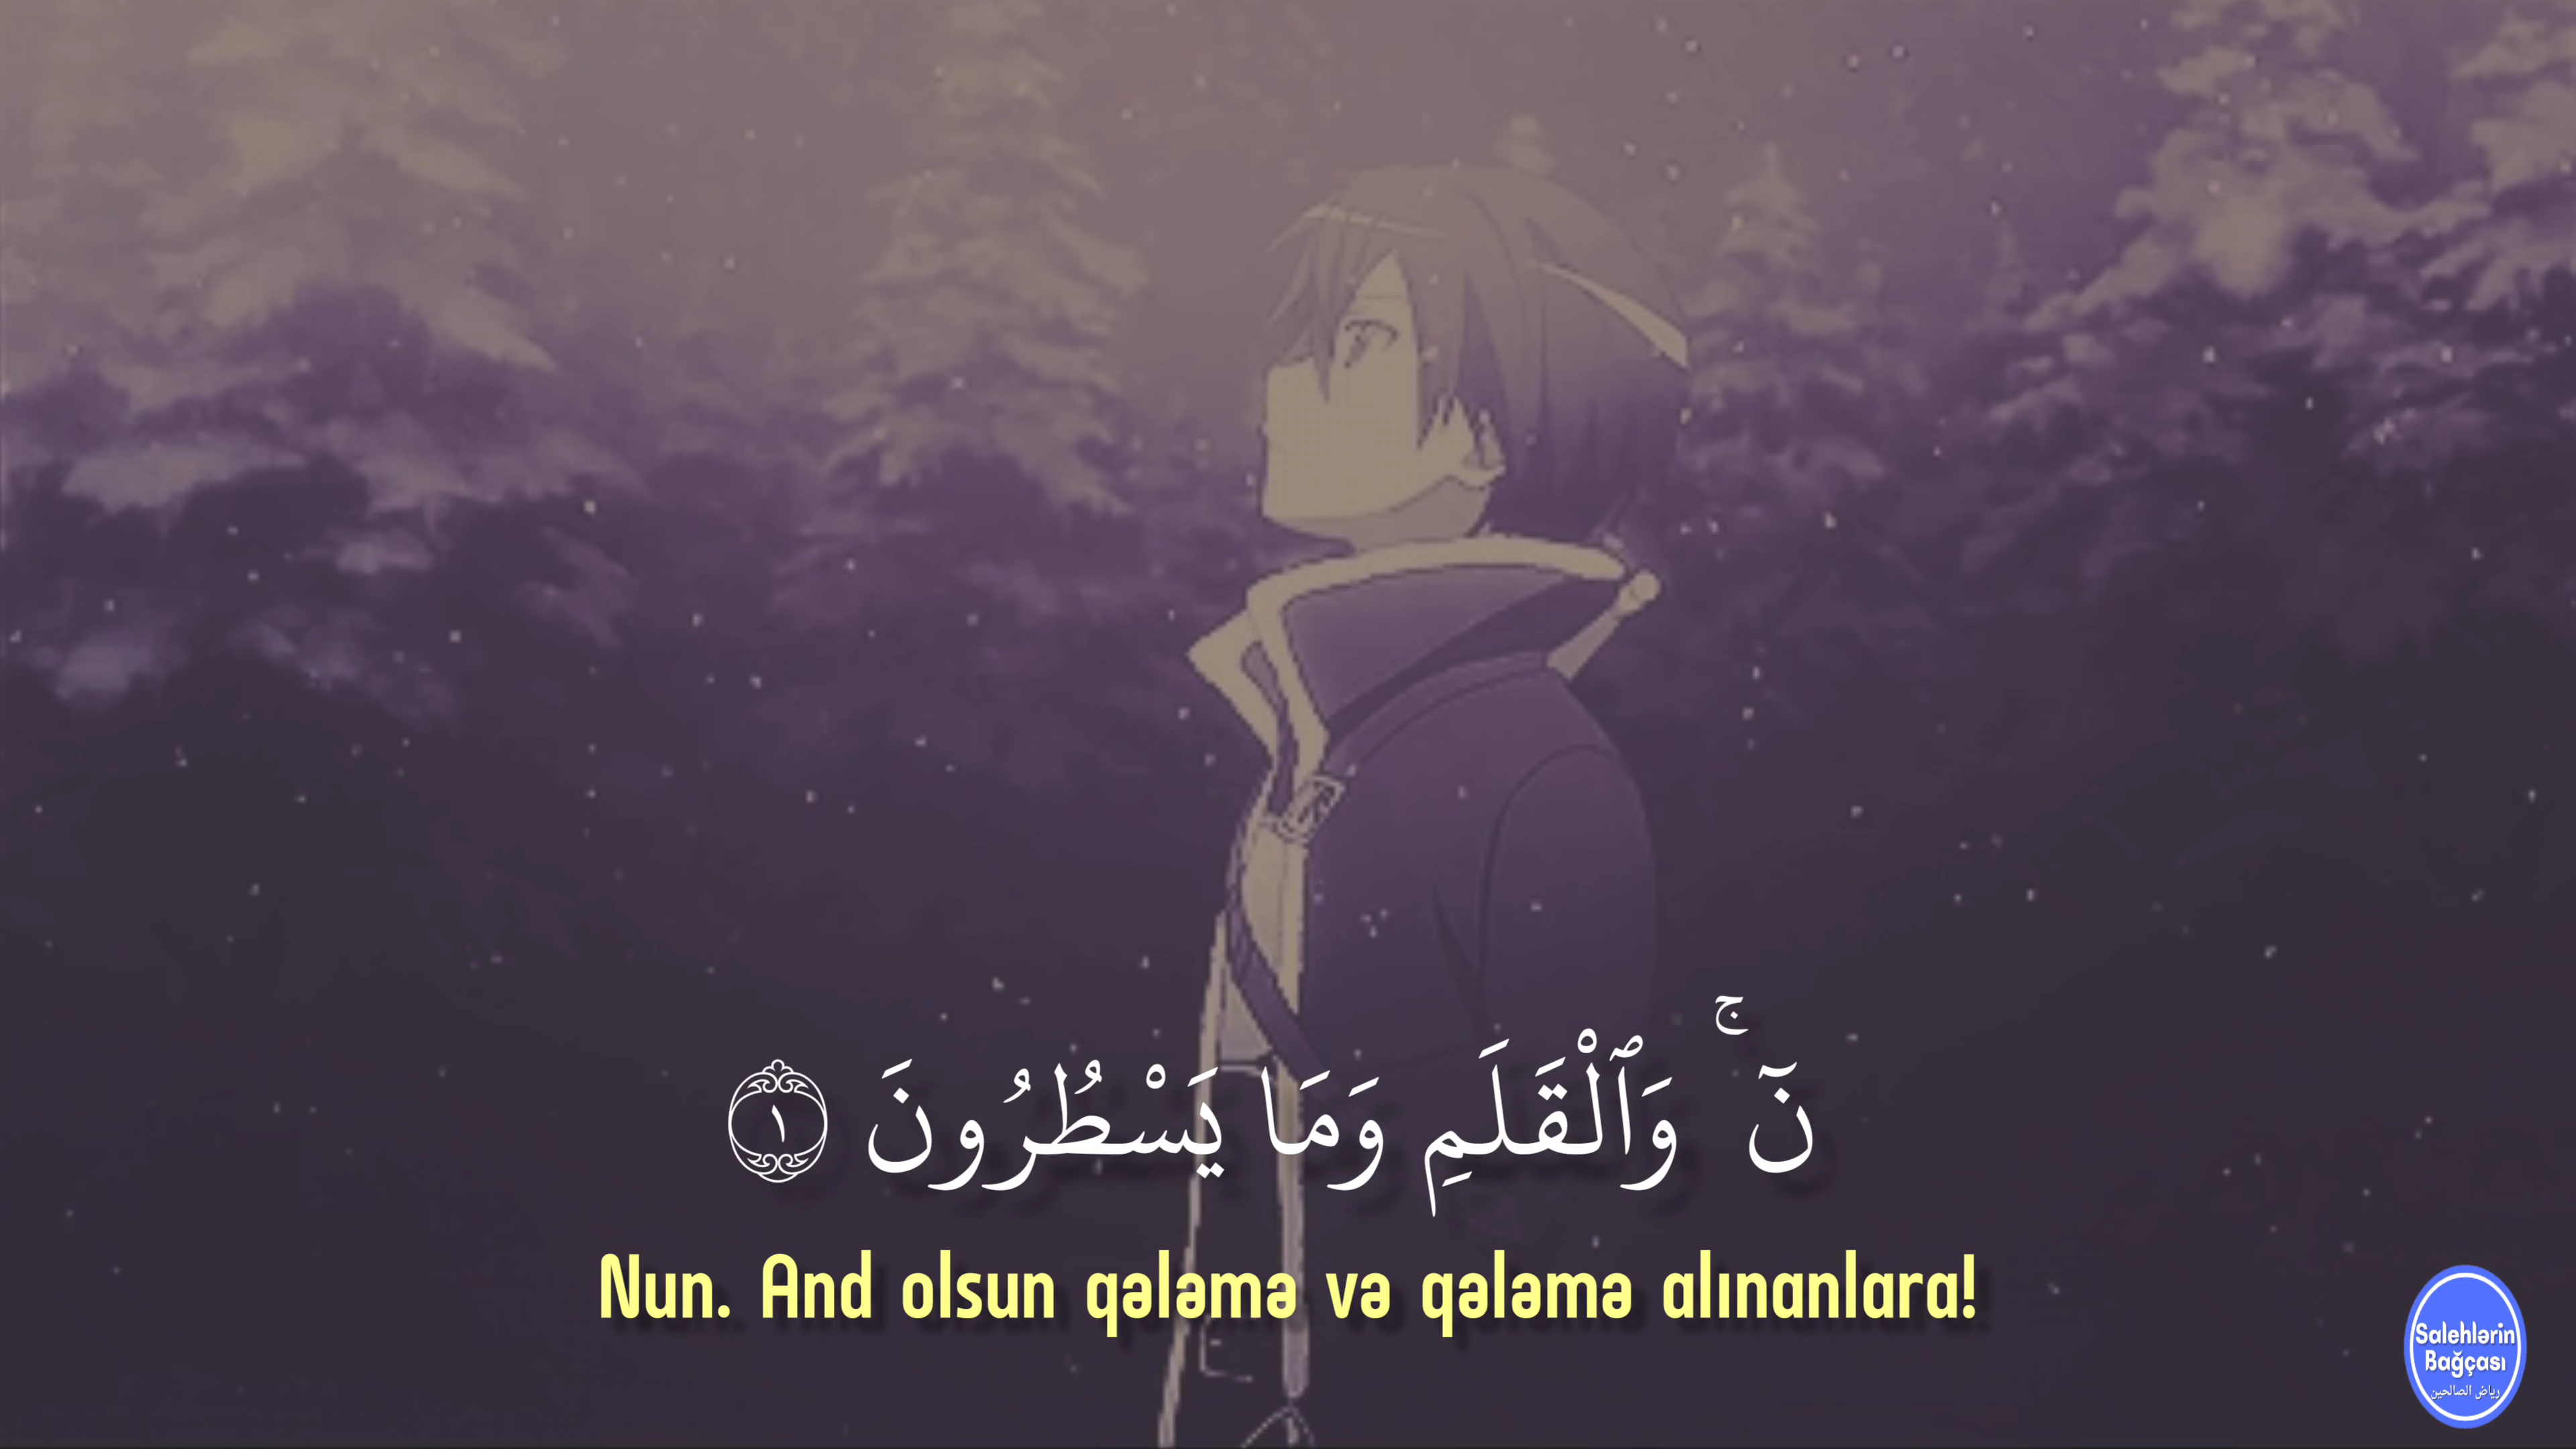 نٓ ۚ وَٱلْقَلَمِ وَمَا يَسْطُرُونَ ١
Nun. And olsun qələmə və qələmə alınanlara!
Salehlərin
Bağçası
رياض الصالحين